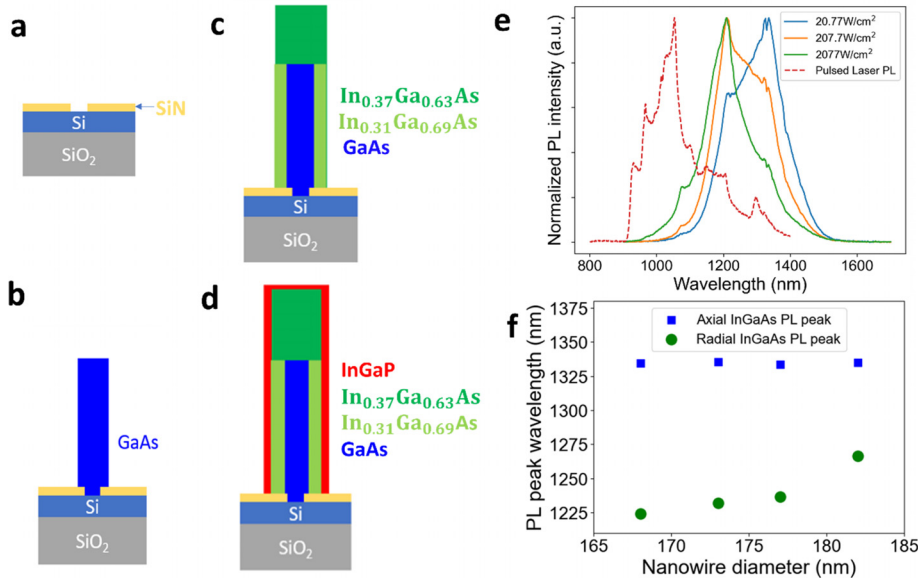 a
SiN
Si
SiO₂
b
GaAs
Si
SiO₂
c
In₀.₃₇Ga₀.₆₃As
In₀.₃₁Ga₀.₆₉As
GaAs
Si
SiO₂
d
InGaP
In₀.₃₇Ga₀.₆₃As
In₀.₃₁Ga₀.₆₉As
GaAs
Si
SiO₂
e
Normalized PL intensity (a.u.)
20.77W/cm²
207.7W/cm²
2077W/cm²
Pulsed Laser PL
800 1000 1200 1400 1600
Wavelength (nm)
f
PL peak wavelength (nm)
1375
1350
1325
1300
1275
1250
1225
Axial InGaAs PL peak
Radial InGaAs PL peak
165 170 175 180 185
Nanowire diameter (nm)